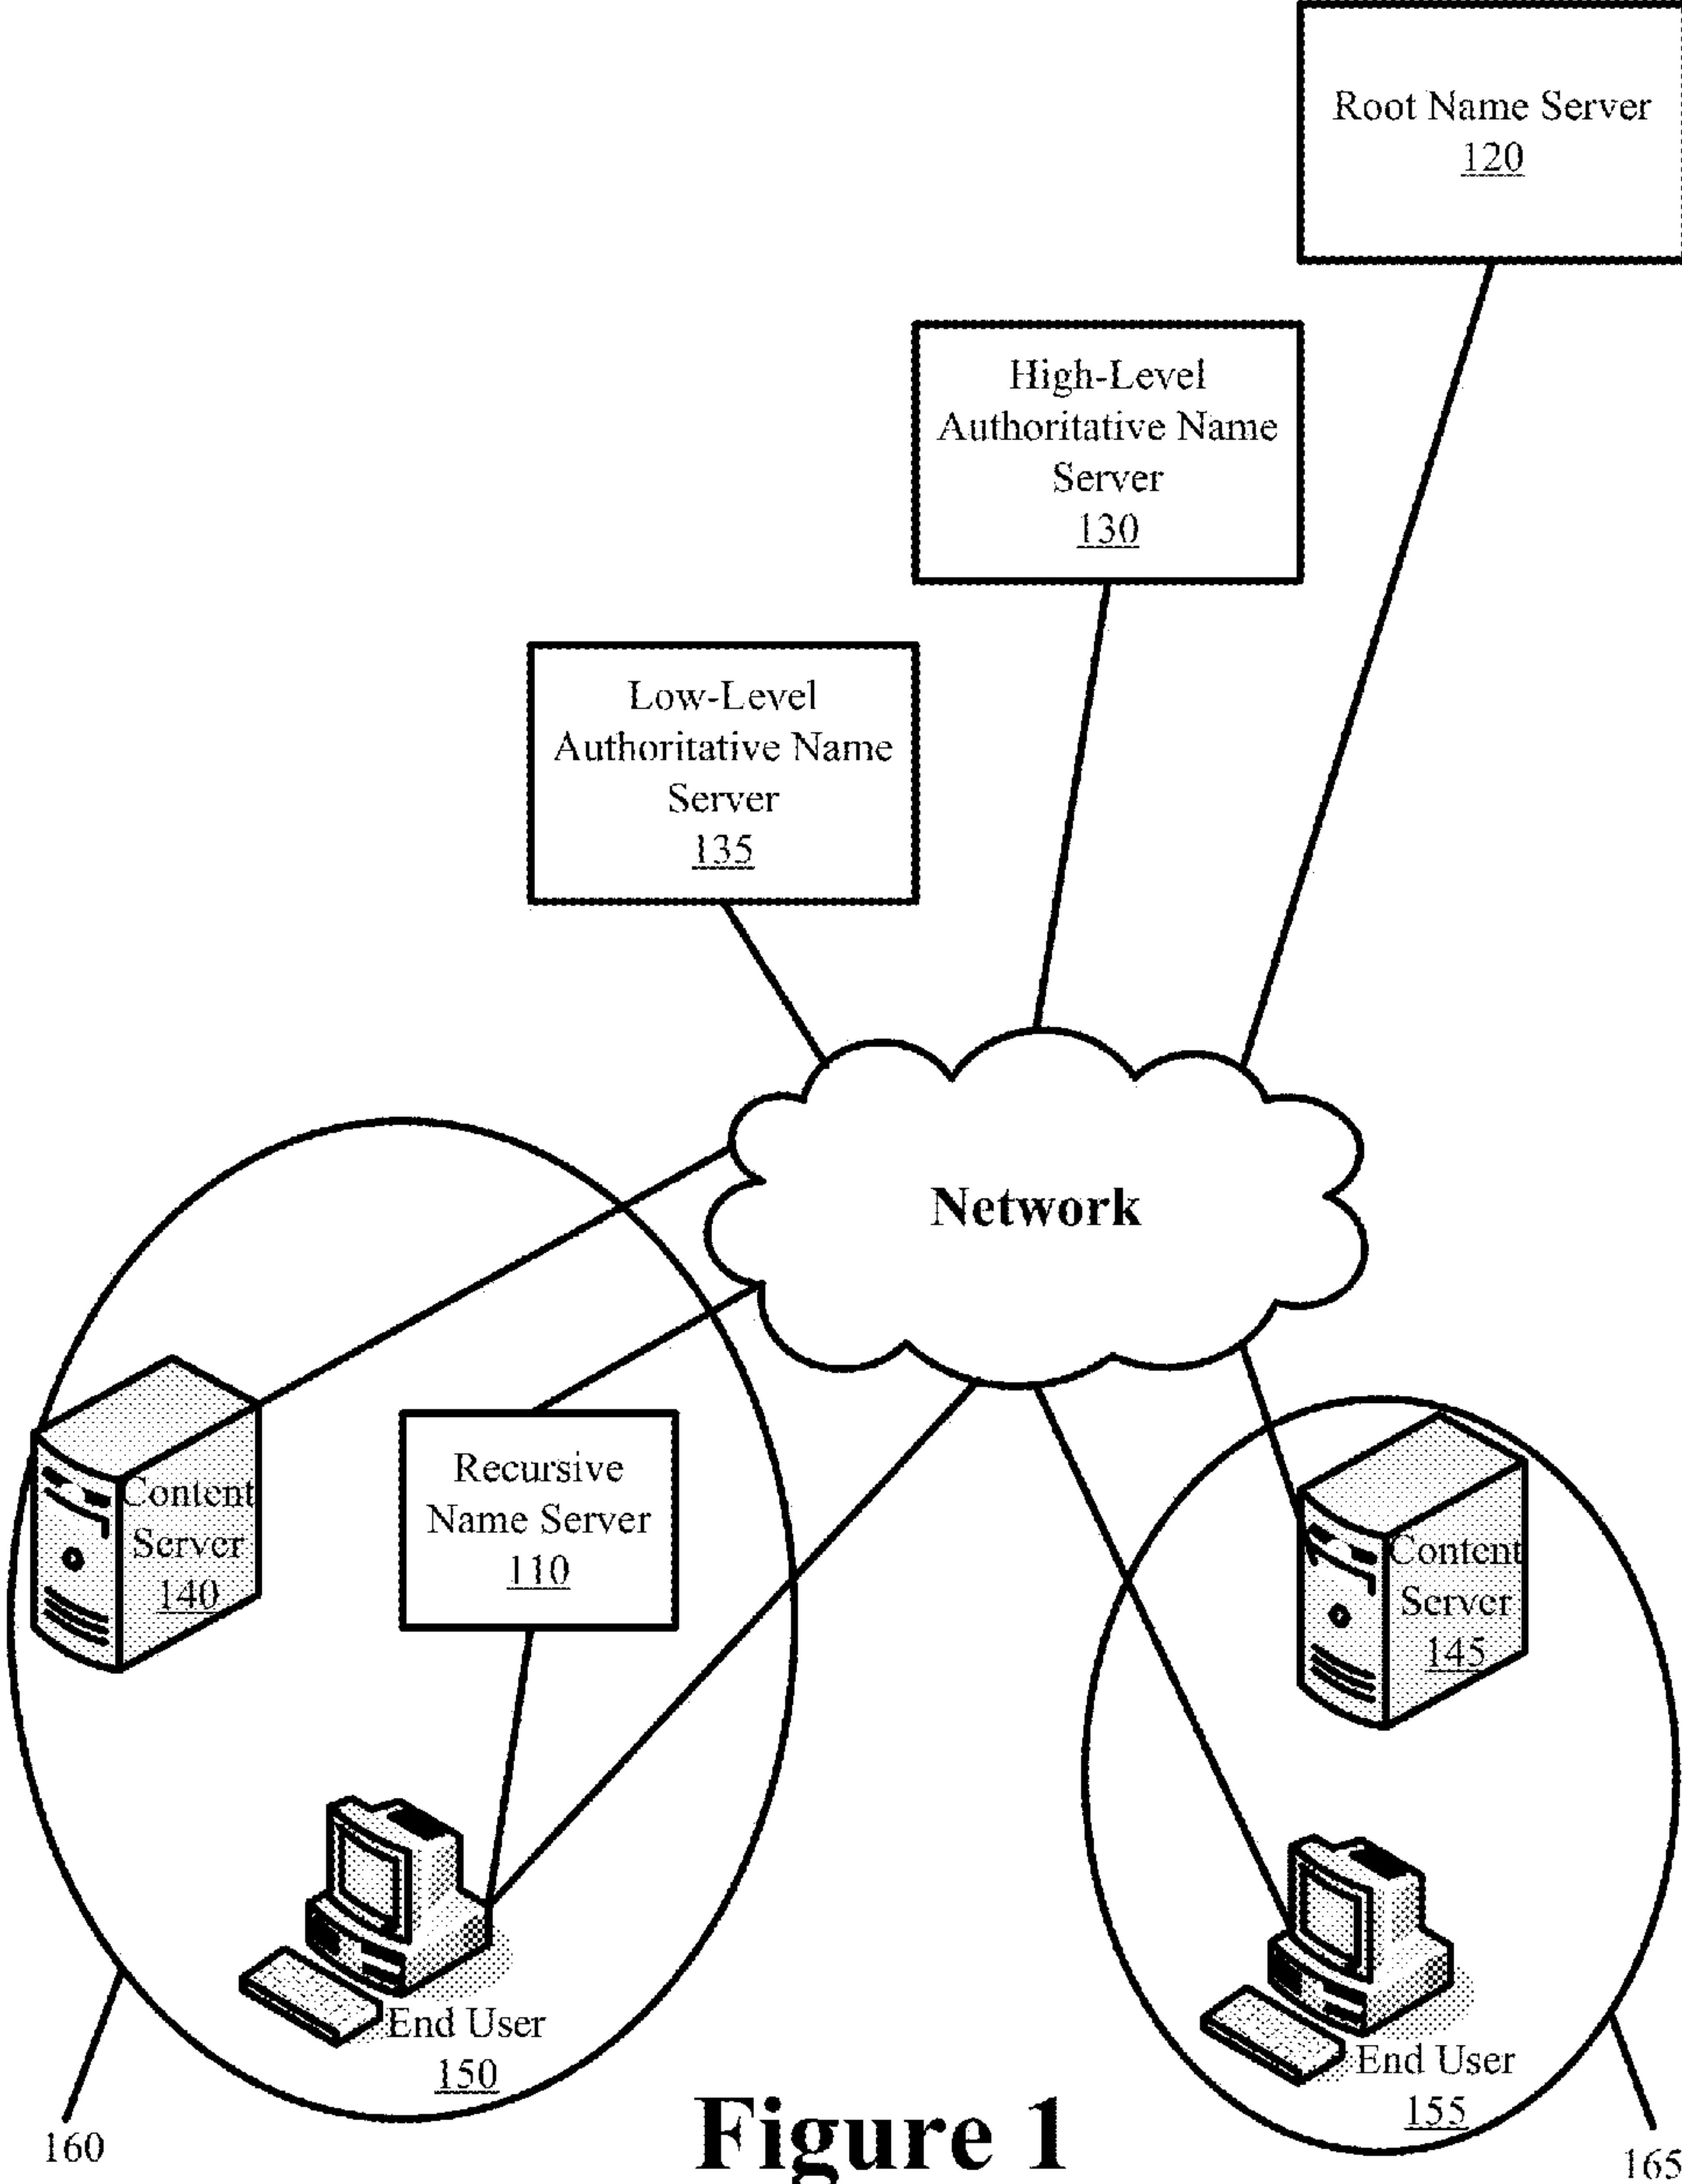 Root Name Server
120
High-Level
Authoritative Name
Server
130
Low-Level
Authoritative Name
Server
135
Network
Content
Server
140
Recursive
Name Server
110
Content
Server
145
End User
150
End User
155
160
165
Figure 1